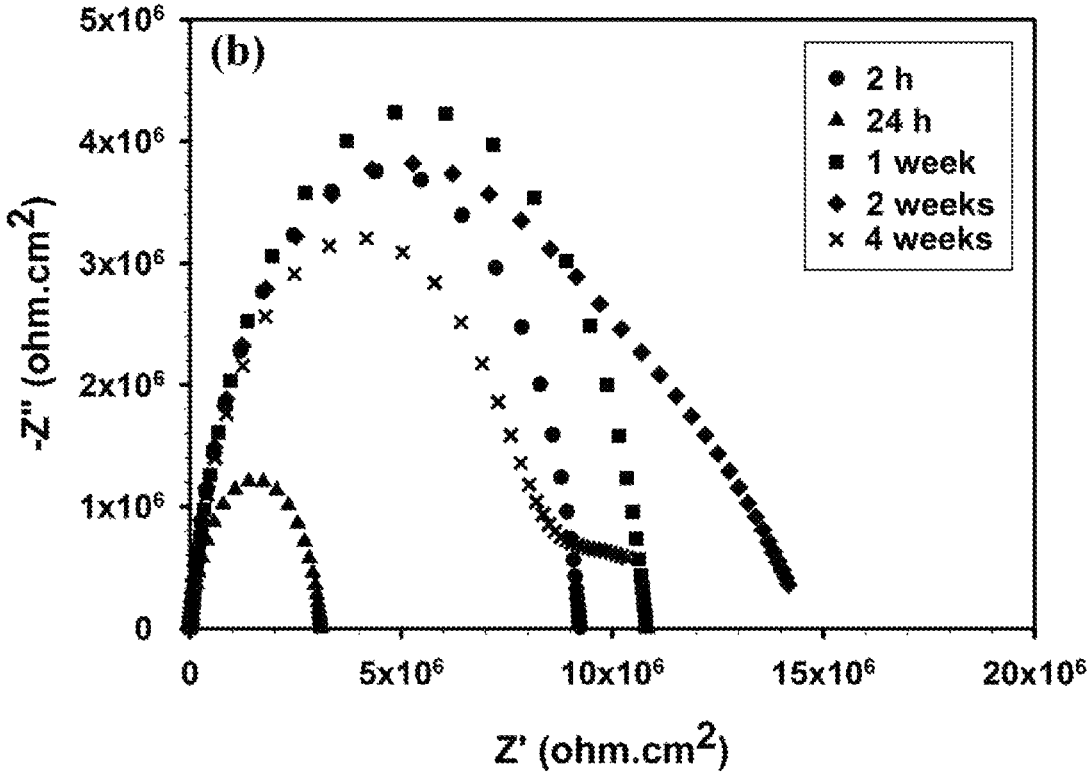 (b)
2 h
24 h
1 week
2 weeks
4 weeks
5x10⁶
4x10⁶
3x10⁶
2x10⁶
1x10⁶
0
-Z" (ohm.cm²)
0 5x10⁶ 10x10⁶ 15x10⁶ 20x10⁶
Z' (ohm.cm²)